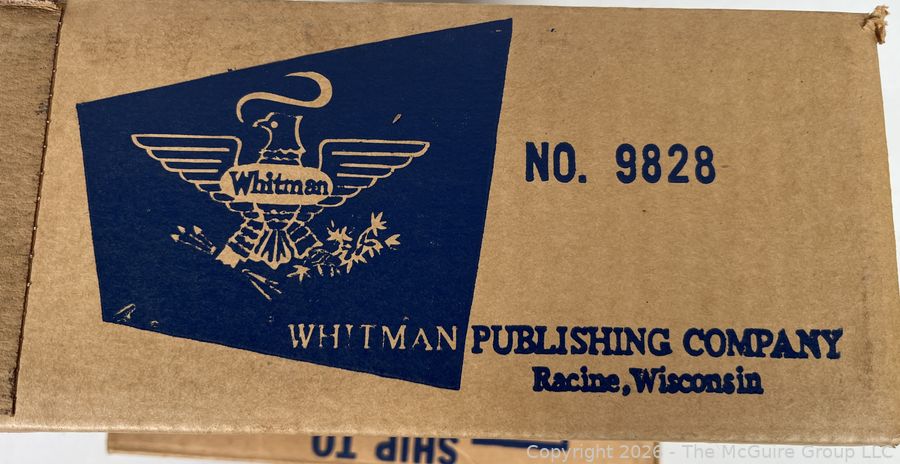 Whitman
NO. 9828
WHITMAN PUBLISHING COMPANY
Racine, Wisconsin
SHIP TO
Copyright 2026 - The McGuire Group LLC